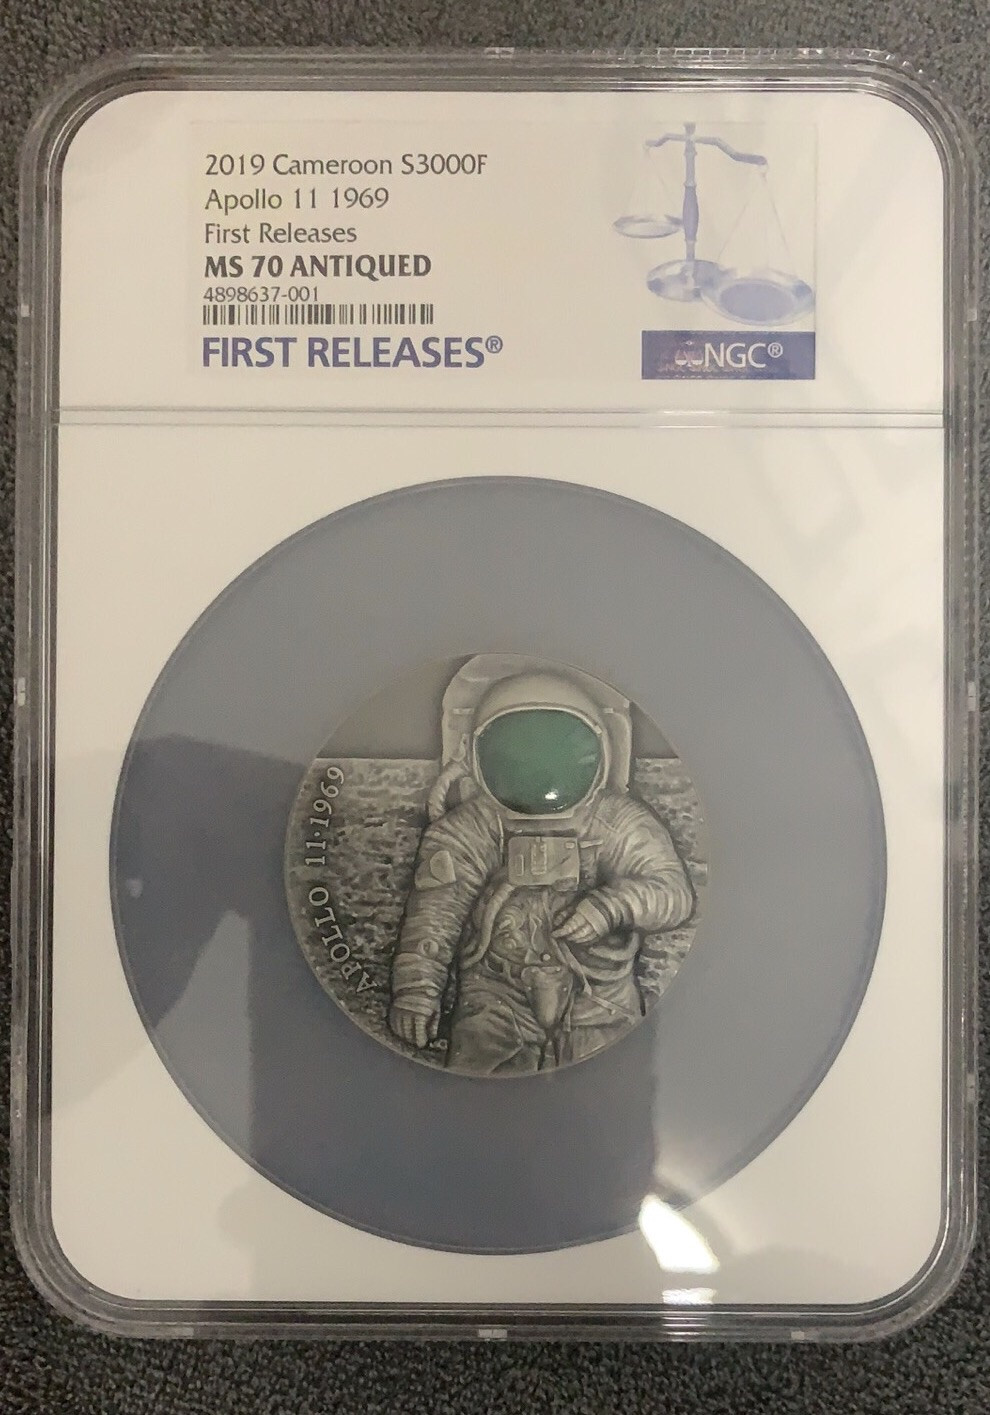 2019 Cameroon S3000F
Apollo 11 1969
First Releases
MS 70 ANTIQUED
4898637-001
FIRST RELEASES®
NGC®
APOLLO 11·1969